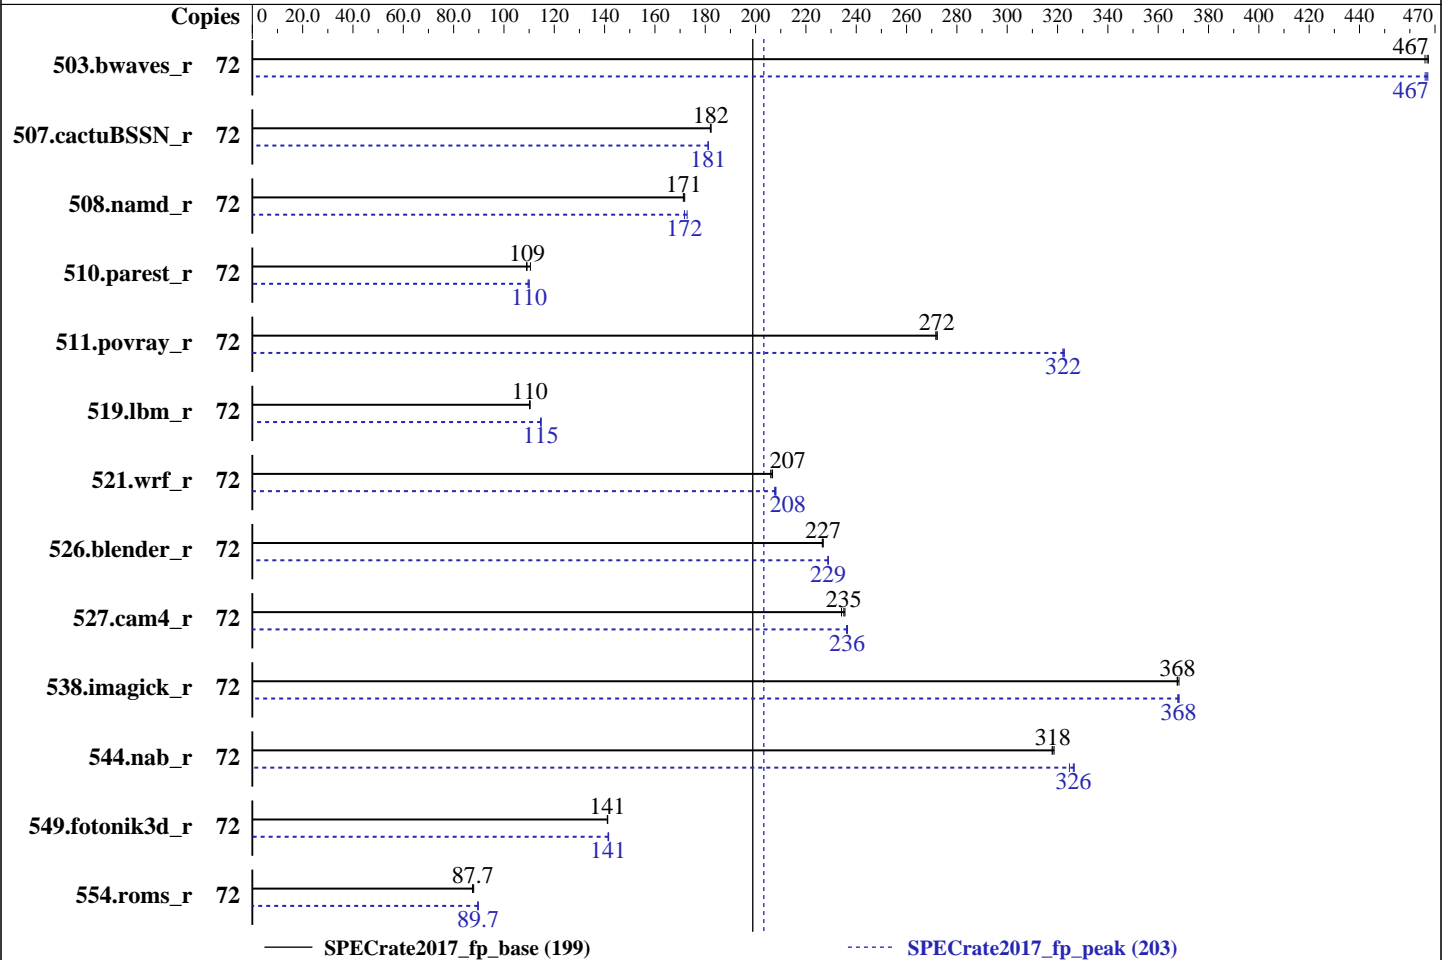 Copies 0 20.0 40.0 60.0 80.0 100 120 140 160 180 200 220 240 260 280 300 320 340 360 380 400 420 440 470
503.bwaves_r 72 467
467
507.cactuBSSN_r 72 182
181
508.namd_r 72 171
172
510.parest_r 72 109
110
511.povray_r 72 272
322
519.lbm_r 72 110
115
521.wrf_r 72 207
208
526.blender_r 72 227
229
527.cam4_r 72 235
236
538.imagick_r 72 368
368
544.nab_r 72 318
326
549.fotonik3d_r 72 141
141
554.roms_r 72 87.7
89.7
SPECrate2017_fp_base (199) SPECrate2017_fp_peak (203)